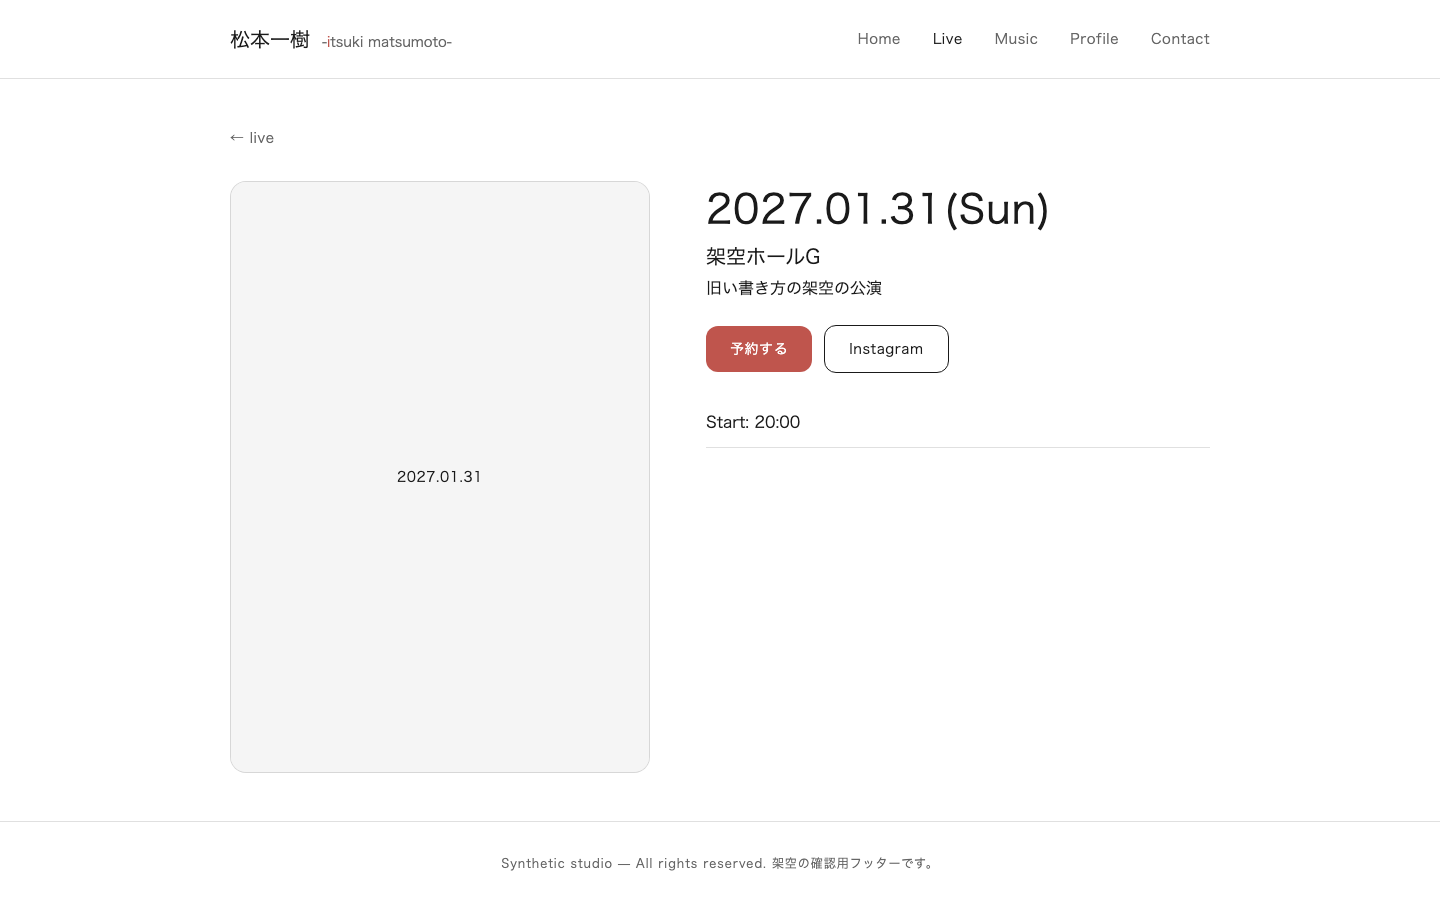 松本一樹 -itsuki matsumoto-
Home Live Music Profile Contact
← live
2027.01.31
2027.01.31(Sun)
架空ホールG
旧い書き方の架空の公演
予約する Instagram
Start: 20:00
Synthetic studio — All rights reserved. 架空の確認用フッターです。